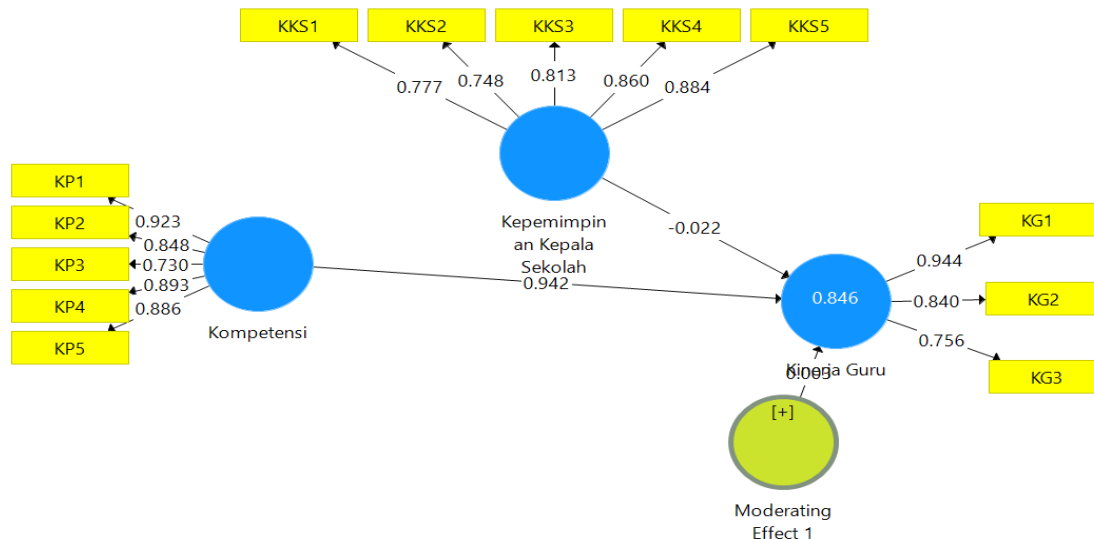 KKS1
KKS2
KKS3
KKS4
KKS5
0.777
0.748
0.813
0.860
0.884
KP1
KP2
KP3
KP4
KP5
0.923
0.848
0.730
0.893
0.886
Kompetensi
Kepemimpin
an Kepala
Sekolah
-0.022
0.942
0.846
Kinerja Guru
0.944
0.840
0.756
KG1
KG2
KG3
[+]
Moderating
Effect 1